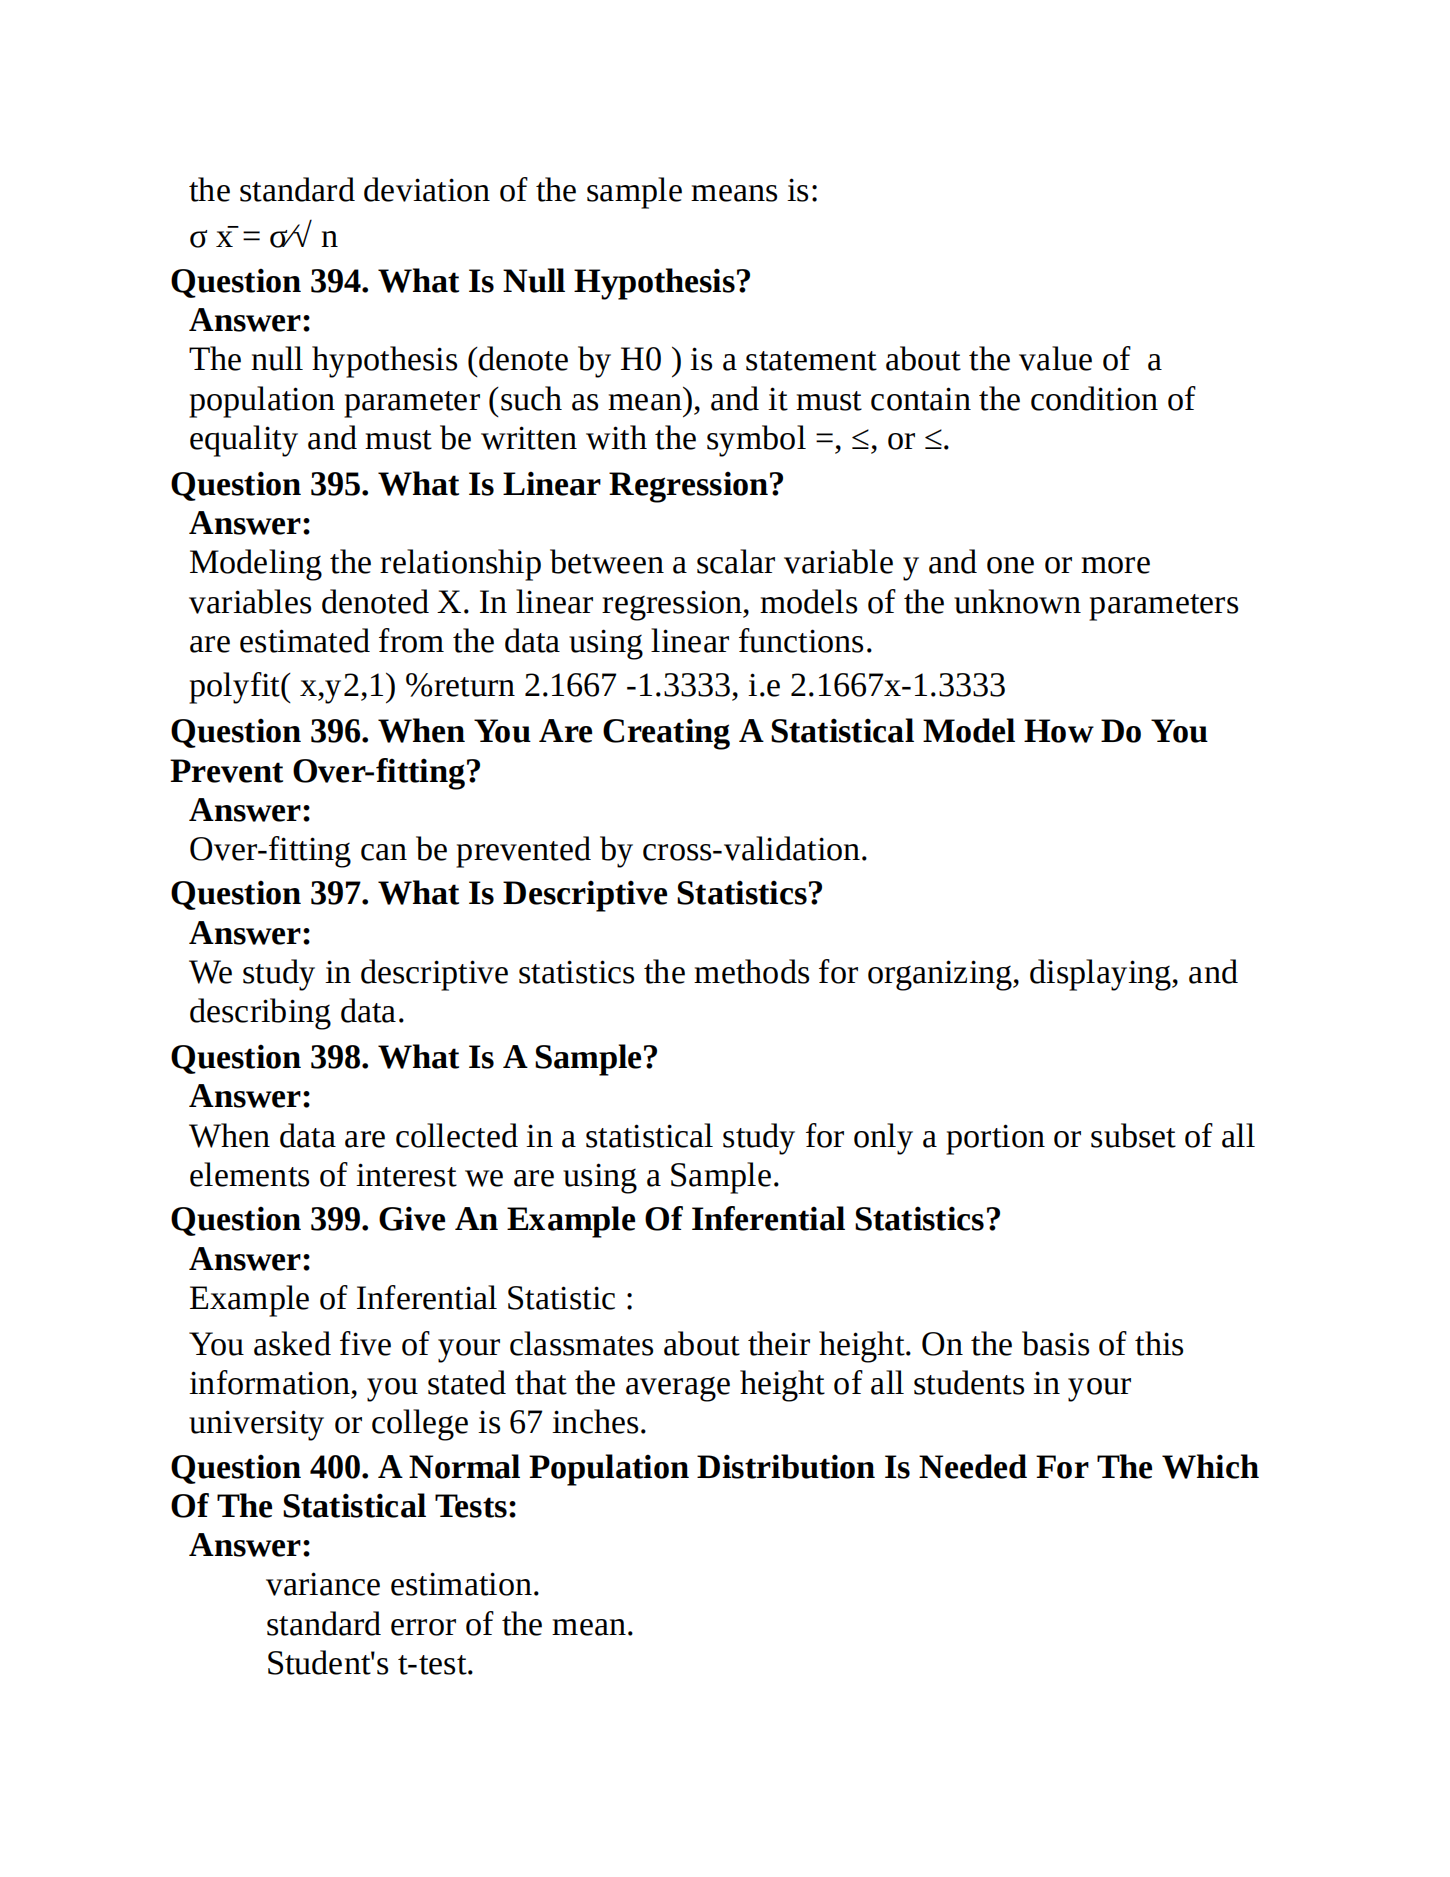 the standard deviation of the sample means is:
σ x̄ = σ⁄√ n
Question 394. What Is Null Hypothesis?
Answer:
The null hypothesis (denote by H0 ) is a statement about the value of a
population parameter (such as mean), and it must contain the condition of
equality and must be written with the symbol =, ≤, or ≤.
Question 395. What Is Linear Regression?
Answer:
Modeling the relationship between a scalar variable y and one or more
variables denoted X. In linear regression, models of the unknown parameters
are estimated from the data using linear functions.
polyfit( x,y2,1) %return 2.1667 -1.3333, i.e 2.1667x-1.3333
Question 396. When You Are Creating A Statistical Model How Do You
Prevent Over-fitting?
Answer:
Over-fitting can be prevented by cross-validation.
Question 397. What Is Descriptive Statistics?
Answer:
We study in descriptive statistics the methods for organizing, displaying, and
describing data.
Question 398. What Is A Sample?
Answer:
When data are collected in a statistical study for only a portion or subset of all
elements of interest we are using a Sample.
Question 399. Give An Example Of Inferential Statistics?
Answer:
Example of Inferential Statistic :
You asked five of your classmates about their height. On the basis of this
information, you stated that the average height of all students in your
university or college is 67 inches.
Question 400. A Normal Population Distribution Is Needed For The Which
Of The Statistical Tests:
Answer:
variance estimation.
standard error of the mean.
Student's t-test.